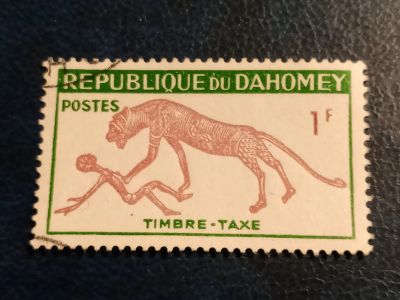 REPUBLIQUE DU DAHOMEY
POSTES
1F
TIMBRE-TAXE